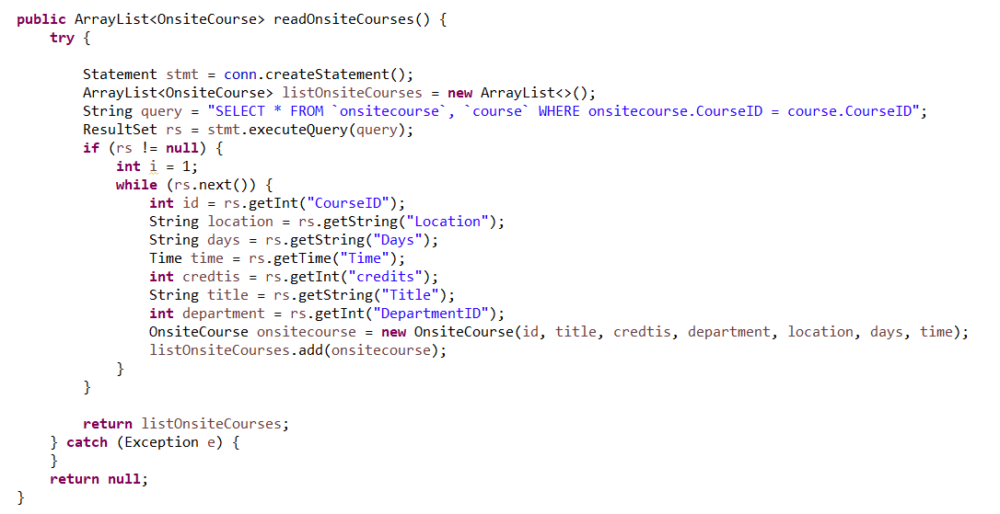 public ArrayList<OnsiteCourse> readOnsiteCourses() {
    try {

        Statement stmt = conn.createStatement();
        ArrayList<OnsiteCourse> listOnsiteCourses = new ArrayList<>();
        String query = "SELECT * FROM `onsitecourse`, `course` WHERE onsitecourse.CourseID = course.CourseID";
        ResultSet rs = stmt.executeQuery(query);
        if (rs != null) {
            int i = 1;
            while (rs.next()) {
                int id = rs.getInt("CourseID");
                String location = rs.getString("Location");
                String days = rs.getString("Days");
                Time time = rs.getTime("Time");
                int credtis = rs.getInt("credits");
                String title = rs.getString("Title");
                int department = rs.getInt("DepartmentID");
                OnsiteCourse onsitecourse = new OnsiteCourse(id, title, credtis, department, location, days, time);
                listOnsiteCourses.add(onsitecourse);
            }
        }

        return listOnsiteCourses;
    } catch (Exception e) {
    }
    return null;
}